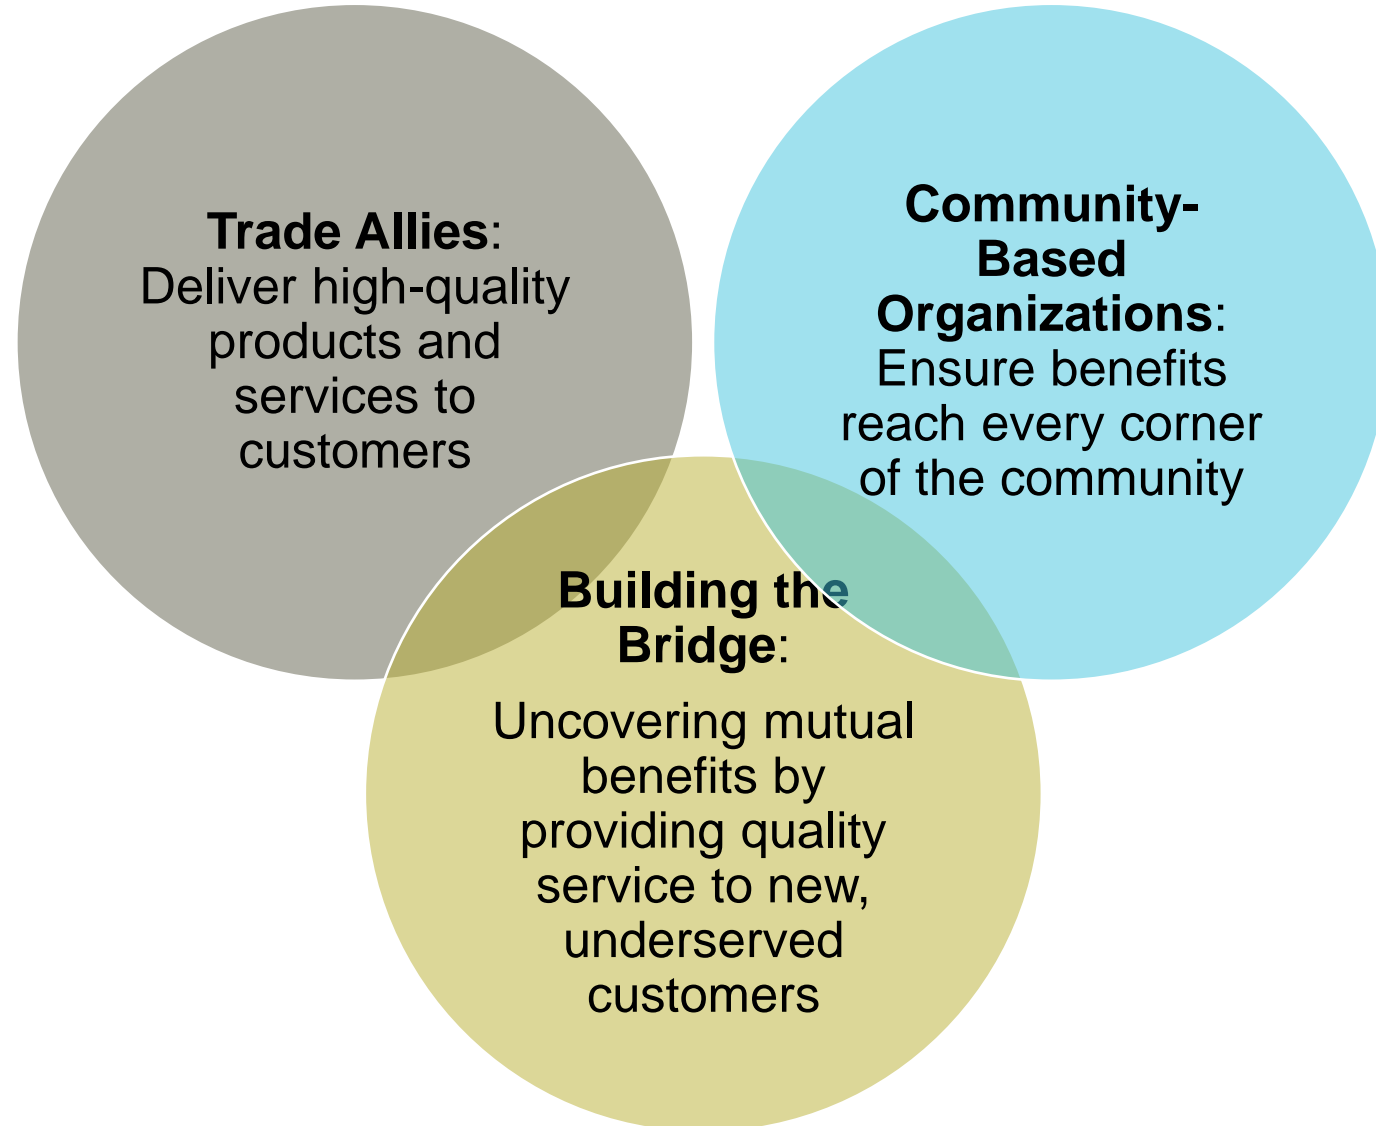 Trade Allies:
Deliver high-quality
products and
services to
customers
Community-
Based
Organizations:
Ensure benefits
reach every corner
of the community
Building the
Bridge:
Uncovering mutual
benefits by
providing quality
service to new,
underserved
customers